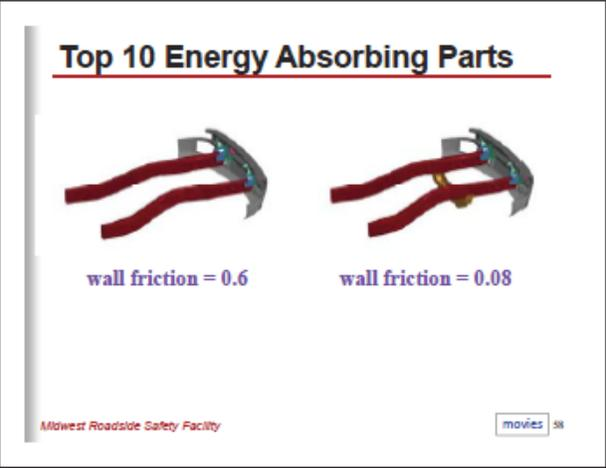 Top 10 Energy Absorbing Parts
wall friction = 0.6
wall friction = 0.08
Midwest Roadside Safety Facility
movies 58